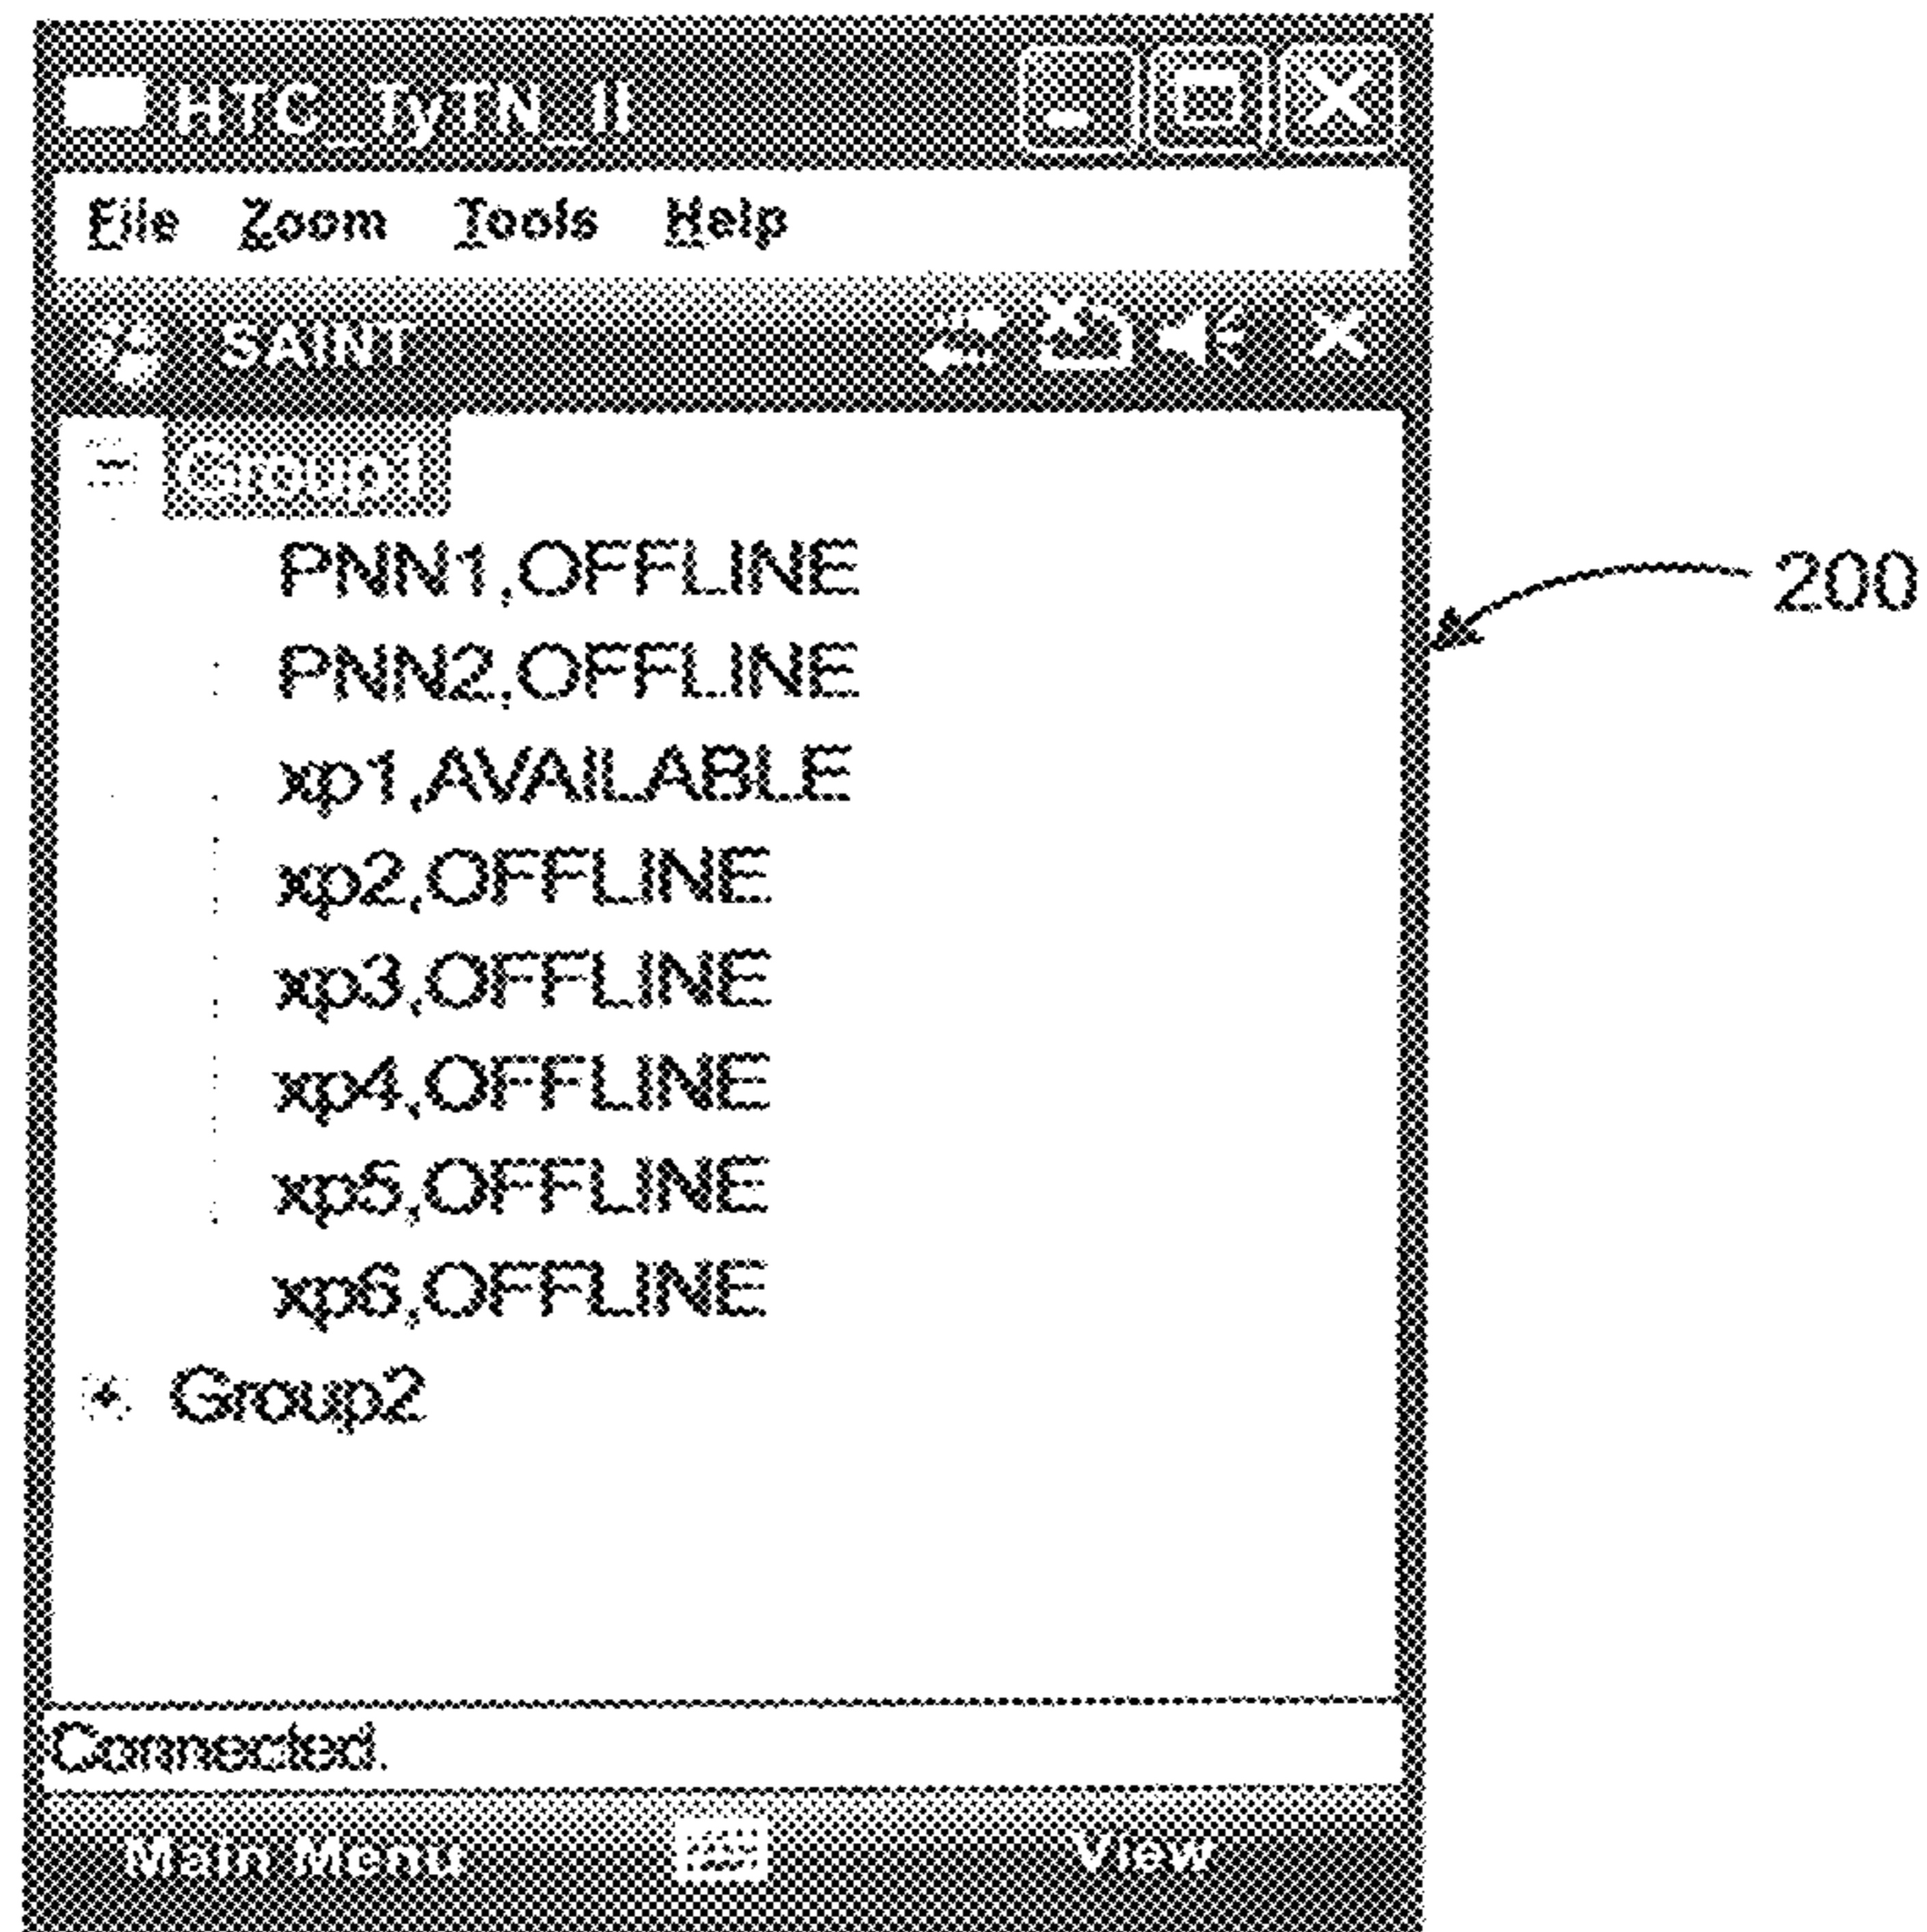 HTC_TyTN_II
File Zoom Tools Help
SAINT
Group1
PNN1,OFFLINE
200
PNN2,OFFLINE
xp1,AVAILABLE
xp2,OFFLINE
xp3,OFFLINE
xp4,OFFLINE
xp5,OFFLINE
xp6,OFFLINE
Group2
Connected.
Main Menu View